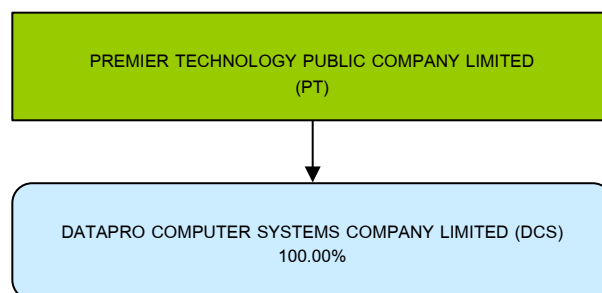 PREMIER TECHNOLOGY PUBLIC COMPANY LIMITED
(PT)
DATAPRO COMPUTER SYSTEMS COMPANY LIMITED (DCS)
100.00%